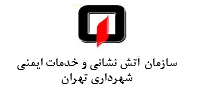 سازمان آتش نشانی و خدمات ایمنی
شهرداری تهران